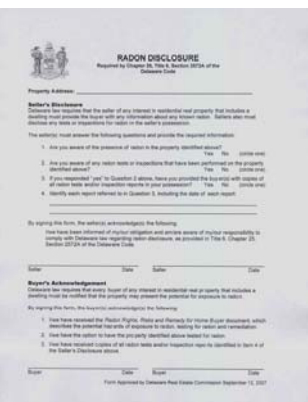 RADON DISCLOSURE
Required by Chapter 25, Title 6, Section 2572A of the
Delaware Code
Property Address:
Seller's Disclosure
Delaware law requires that the seller of any interest in residential real property that includes a
dwelling must provide the buyer with any information about any known radon. Sellers also must
disclose any tests or inspections for radon in the seller's possession.
The seller(s) must answer the following questions and provide the required information:
1. Are you aware of the presence of radon in the property identified above?
Yes No (circle one)
2. Are you aware of any radon tests or inspections that have been performed on the property
identified above? Yes No (circle one)
3. If you responded "yes" to Question 2 above, have you provided the buyer(s) with copies of
all radon tests and/or inspection reports in your possession? Yes No (circle one)
4. Identify each report referred to in Question 3, including the date of each report:
By signing this form, the seller(s) acknowledge(s) the following:
I/we have been informed of my/our obligation and am/are aware of my/our responsibility to
comply with Delaware law regarding radon disclosure, as provided in Title 6, Chapter 25,
Section 2572A of the Delaware Code.
Seller Date Seller Date
Buyer's Acknowledgement
Delaware law requires that every buyer of any interest in residential real property that includes a
dwelling must be notified that the property may present the potential for exposure to radon.
By signing this form, the buyer(s) acknowledge(s) the following:
1. I/we have received the Radon Rights, Risks and Remedy for Home Buyer document, which
describes the potential hazards of exposure to radon, testing for radon and remediation.
2. I/we have the option to have the property identified above tested for radon.
3. I/we have received copies of all radon tests and/or inspection reports identified in Item 4 of
the Seller's Disclosure above.
Buyer Date Buyer Date
Form Approved by Delaware Real Estate Commission September 13, 2007